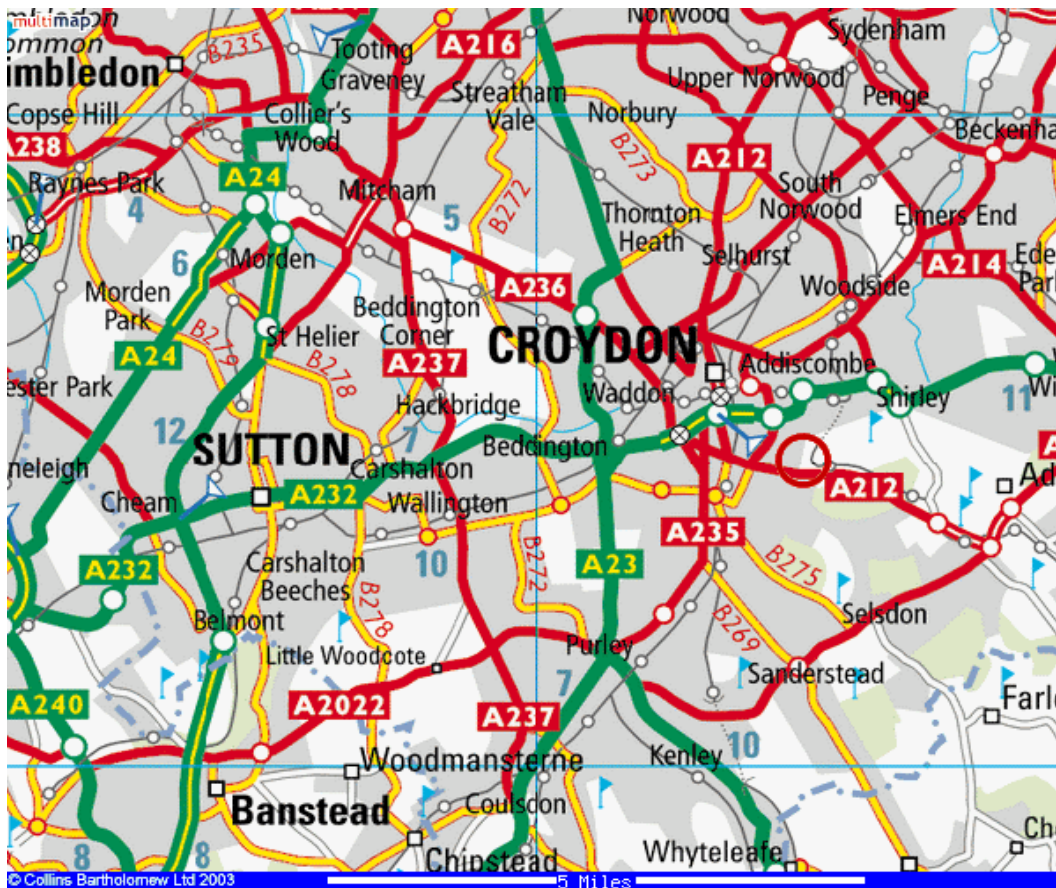 multimap
ommon
ommon
imbledon
B235
Tooting
Graveney
A216
Norwood
Sydenham
Upper Norwood
Penge
Streatham
Vale
Norbury
Copse Hill
Collier's
Wood
Beckenha
A238
B273
A212
A24
Raynes Park
Mitcham
South
Norwood
4
5
B272
Thornton
Heath
Elmers End
en
Morden
Selhurst
A214
Ede
Par
6
A236
Woodside
Morden
Park
Beddington
Corner
St Helier
B279
B278
A24
A237
CROYDON
Addiscombe
ester Park
Waddon
Shirley
Wi
11
Hackbridge
12
7
SUTTON
Beddington
neleigh
Carshalton
A
Ad
Cheam
A232
Wallington
A212
A235
10
B272
A23
B275
A232
Carshalton
Beeches
B278
Belmont
Selsdon
B269
Little Woodcote
Purley
Sanderstead
7
A240
A2022
A237
Farl
Kenley
10
Woodmansterne
Banstead
Coulsdon
Ch
Chipstead
Whyteleafe
8
8
© Collins Bartholomew Ltd 2003
5 Miles